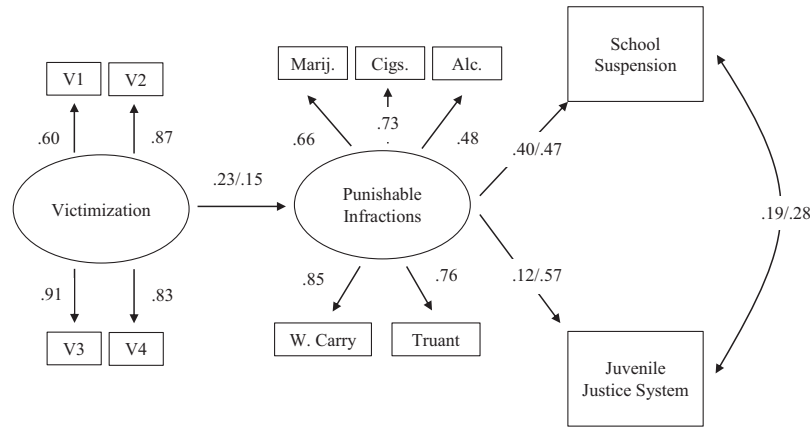 School
Suspension
Marij.
Cigs.
Alc.
V1
V2
.60
.87
.66
.73
.48
.40/.47
Victimization
.23/.15
Punishable
Infractions
.19/.28
.91
.83
.85
.76
.12/.57
V3
V4
W. Carry
Truant
Juvenile
Justice System